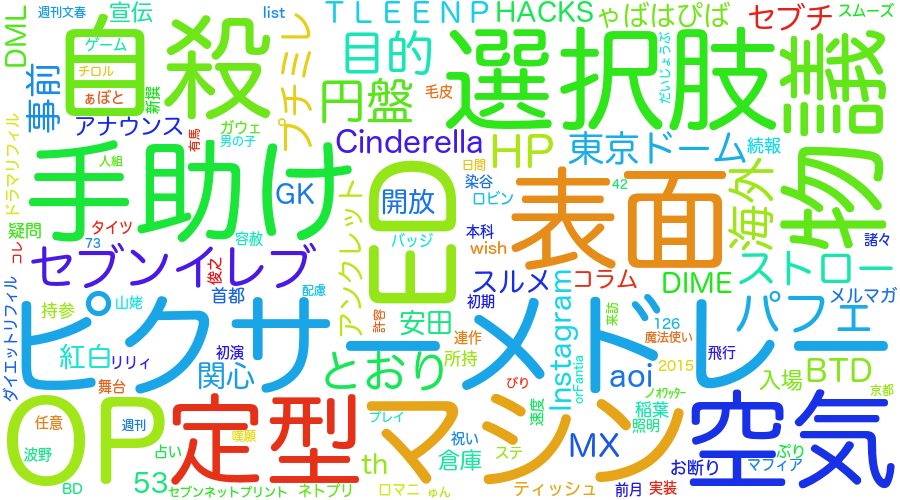 週刊文春
宣伝
list
TLEENP
HACKS
ゃばはぴば
セブチ
スムーズ
DML
自殺
ゲーム
チロル
ぁぼと
新撰
プチミレ
目的
円盤
毛皮
選択肢
だいじょうぶ
議
事前
アナウンス
有馬
ガウェ
男の子
Cinderella
HP
東京ドーム
続報
ドラマリフィル
手助け
人組
GK
ED
開放
日間
染谷
ロビン
42
表面
海外
物
疑問
タイツ
73
コレ
容赦
アンクレット
バッジ
本科
wish
諸々
セブンイレブン
俊之
スルメ
コラム
DIME
ストロー
メルマガ
ダイエットリフィル
ピクサー
メドレー
持参
山姥
首都
配慮
許容
安田
初期
Instagram
来訪
126
魔法使い
パフェ
紅白
リリィ
初演
連作
所持
飛行
舞台
関心
とおり
ぴり
orFantia
aoi
2015
入場
BTD
京都
OP
定型
マシン
空気
任意
週刊
嘆願
プレイ
速度
ノオワッター
稲葉
照明
波野
占い
祝い
ステ
MX
お断り
ぷり
マフィア
th
倉庫
BD
53
セブンネットプリント
ネトプリ
ロマニ
ゅん
ティッシュ
前月
実装